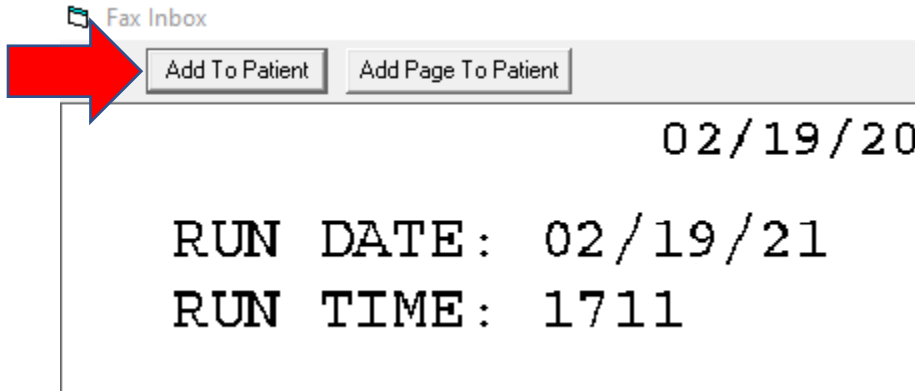 Fax Inbox
Add To Patient Add Page To Patient
02/19/20
RUN DATE: 02/19/21
RUN TIME: 1711